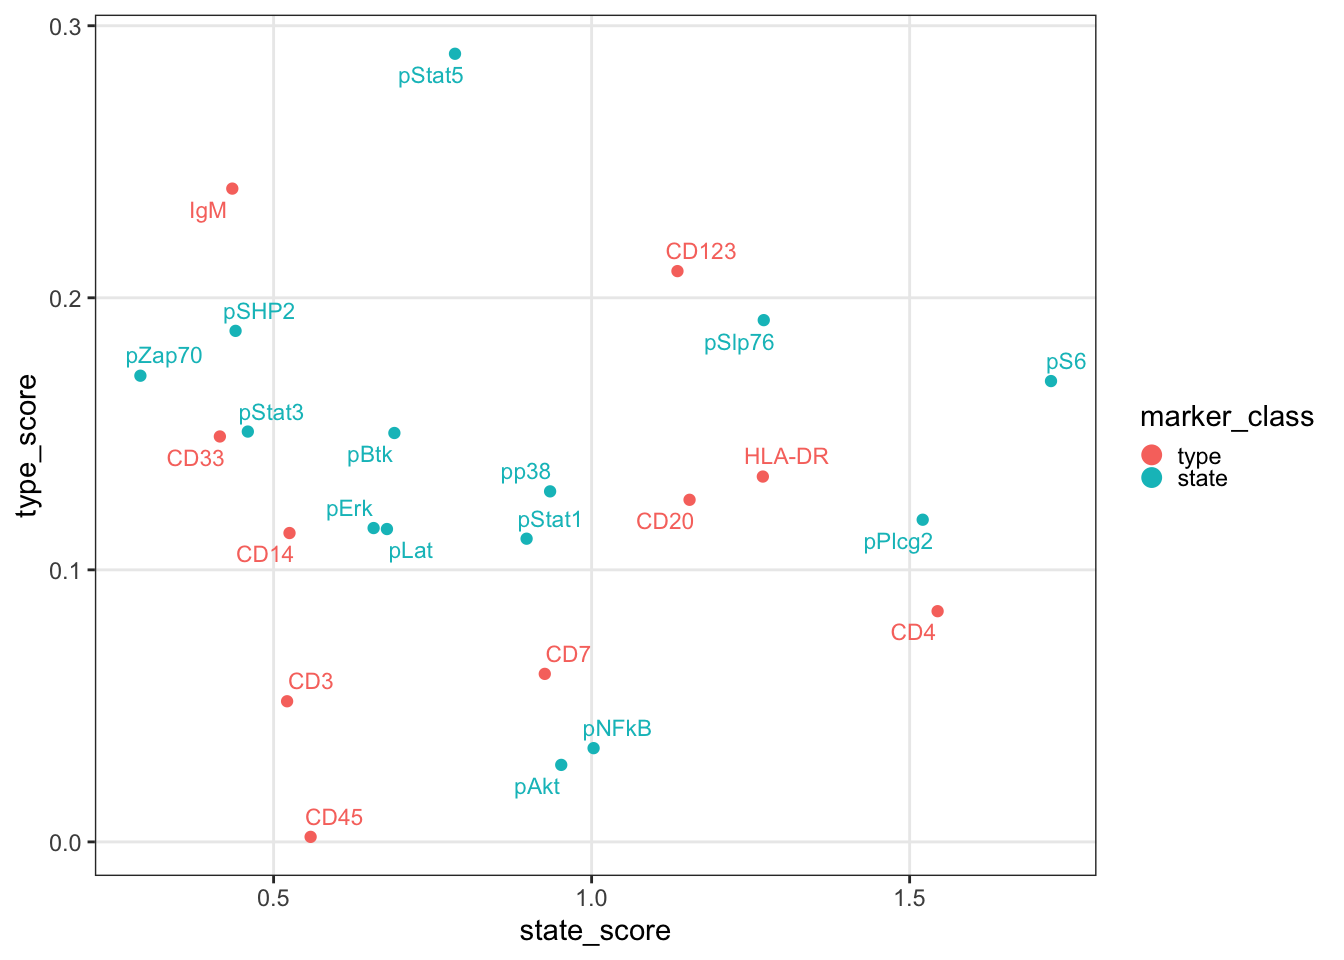 0.3
pStat5
IgM
CD123
0.2
pSHP2
pSlp76
pZap70
pS6
pStat3
CD33
pBtk
HLA-DR
pp38
CD20
pErk
pStat1
pPlcg2
pLat
CD14
0.1
CD4
CD7
CD3
pNFkB
pAkt
CD45
0.0
0.5
1.0
1.5
state_score
type_score
marker_class
type
state